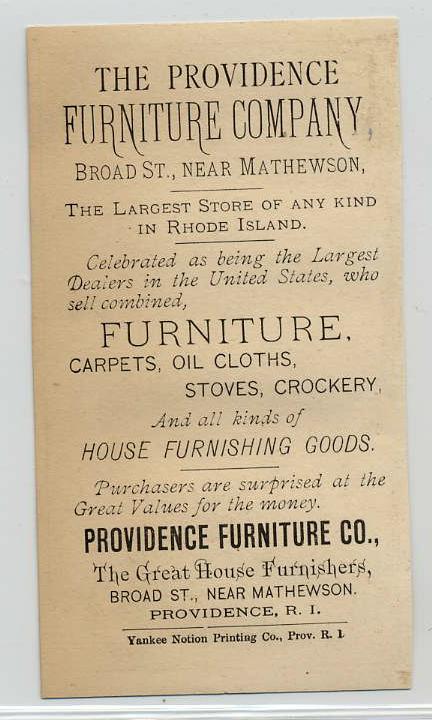 THE PROVIDENCE
FURNITURE COMPANY,
BROAD ST., NEAR MATHEWSON,
THE LARGEST STORE OF ANY KIND
IN RHODE ISLAND.
Celebrated as being the Largest
Dealers in the United States, who
sell combined,
FURNITURE,
CARPETS, OIL CLOTHS,
STOVES, CROCKERY,
And all kinds of
HOUSE FURNISHING GOODS.
Purchasers are surprised at the
Great Values for the money.
PROVIDENCE FURNITURE CO.,
The Great House Furnishers,
BROAD ST., NEAR MATHEWSON.
PROVIDENCE, R. I.
Yankee Notion Printing Co., Prov. R. I.